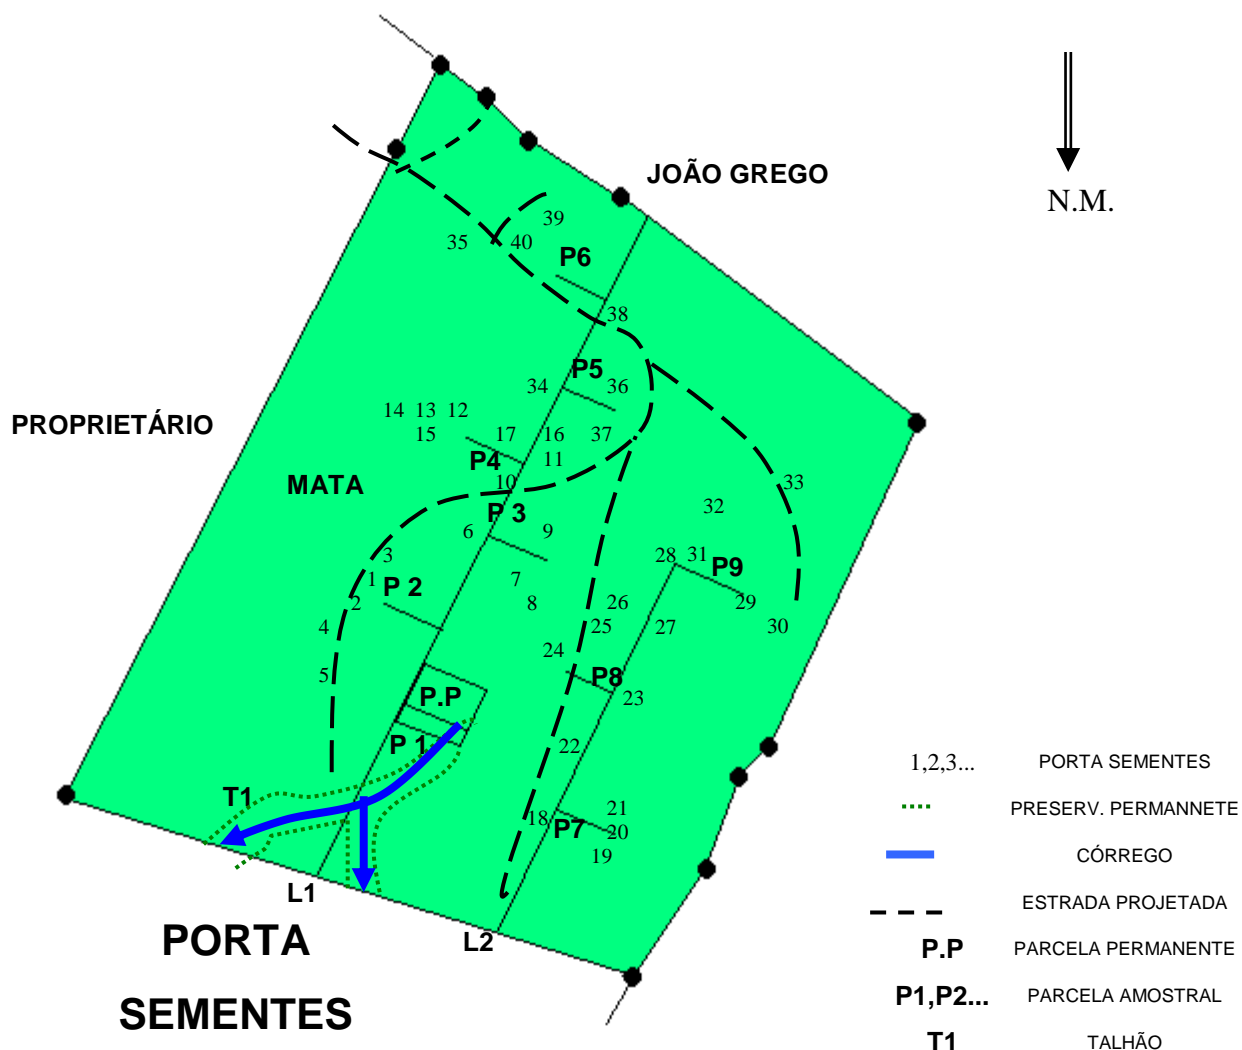 JOÃO GREGO
N.M.
39
35 40
P6
38
P5
34 36
14 13 12
PROPRIETÁRIO
15 17 16 37
P4 11
MATA 10 33
32
P 3
6 9
3 28 31
P9
1 P 2 7
2 8 26 29
4 25 27 30
24
5 P8
P.P 23
P 1 22
1,2,3... PORTA SEMENTES
T1
18 P7 21
20
19
PRESERV. PERMANNETE
CÓRREGO
L1
ESTRADA PROJETADA
L2
PORTA
SEMENTES
P.P PARCELA PERMANENTE
P1,P2... PARCELA AMOSTRAL
T1 TALHÃO